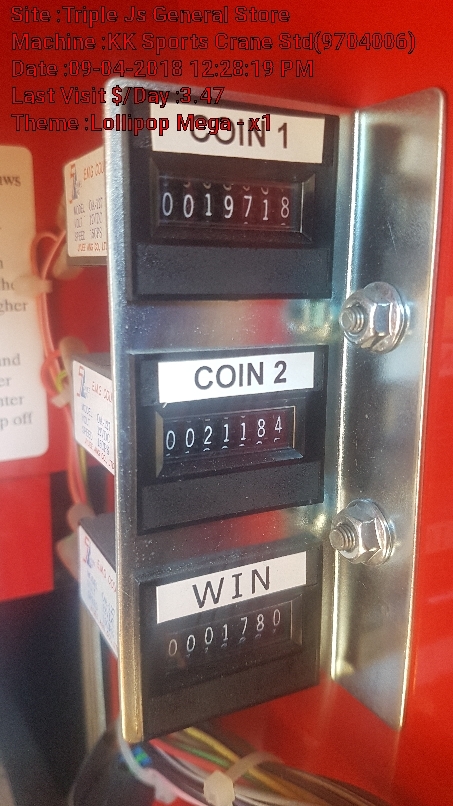 Site :Triple Js General Store
Machine :KK Sports Crane Std(9704006)
Date :09-04-2018 12:28:19 PM
Last Visit $/Day :3.47
Theme :Lollipop Mega - x1
COIN 1
0019718
COIN 2
0021184
WIN
0001780